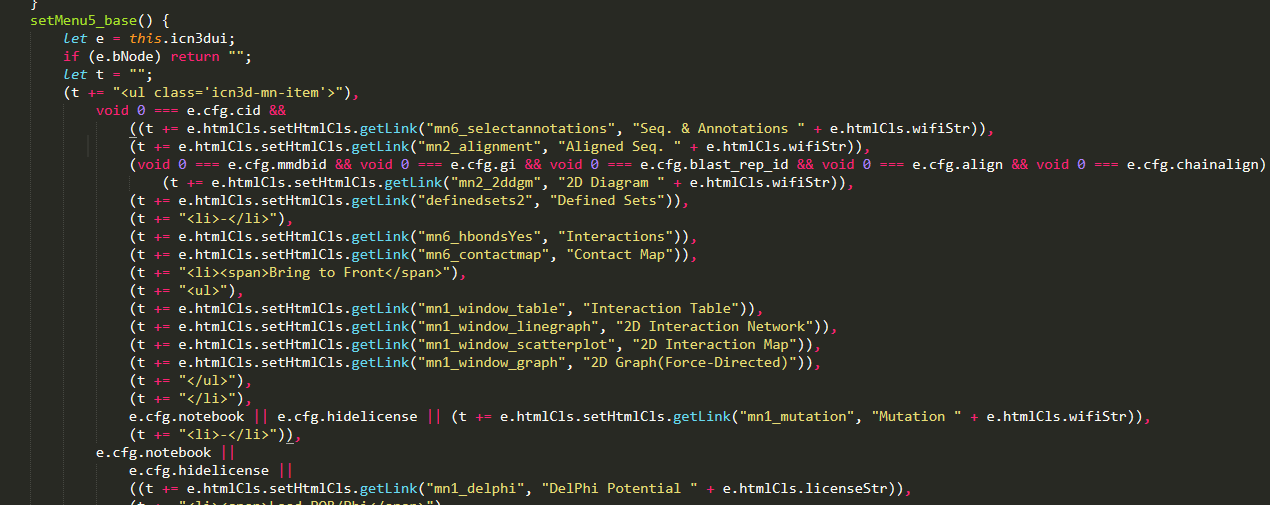 }
setMenu5_base() {
let e = this.icn3dui;
if (e.bNode) return "";
let t = "";
(t += "<ul class='icn3d-mn-item'>"),
void 0 === e.cfg.cid &&
((t += e.htmlCls.setHtmlCls.getLink("mn6_selectannotations", "Seq. & Annotations " + e.htmlCls.wifiStr)),
(t += e.htmlCls.setHtmlCls.getLink("mn2_alignment", "Aligned Seq. " + e.htmlCls.wifiStr)),
(void 0 === e.cfg.mmdbid && void 0 === e.cfg.gi && void 0 === e.cfg.blast_rep_id && void 0 === e.cfg.align && void 0 === e.cfg.chainalign)
(t += e.htmlCls.setHtmlCls.getLink("mn2_2ddgm", "2D Diagram " + e.htmlCls.wifiStr)),
(t += e.htmlCls.setHtmlCls.getLink("definedsets2", "Defined Sets")),
(t += "<li>-</li>"),
(t += e.htmlCls.setHtmlCls.getLink("mn6_hbondsYes", "Interactions")),
(t += e.htmlCls.setHtmlCls.getLink("mn6_contactmap", "Contact Map")),
(t += "<li><span>Bring to Front</span>"),
(t += "<ul>"),
(t += e.htmlCls.setHtmlCls.getLink("mn1_window_table", "Interaction Table")),
(t += e.htmlCls.setHtmlCls.getLink("mn1_window_linegraph", "2D Interaction Network")),
(t += e.htmlCls.setHtmlCls.getLink("mn1_window_scatterplot", "2D Interaction Map")),
(t += e.htmlCls.setHtmlCls.getLink("mn1_window_graph", "2D Graph(Force-Directed)")),
(t += "</ul>"),
(t += "</li>"),
e.cfg.notebook || e.cfg.hidelicense || (t += e.htmlCls.setHtmlCls.getLink("mn1_mutation", "Mutation " + e.htmlCls.wifiStr)),
(t += "<li>-</li>")),
e.cfg.notebook ||
e.cfg.hidelicense ||
((t += e.htmlCls.setHtmlCls.getLink("mn1_delphi", "DelPhi Potential " + e.htmlCls.licenseStr)),